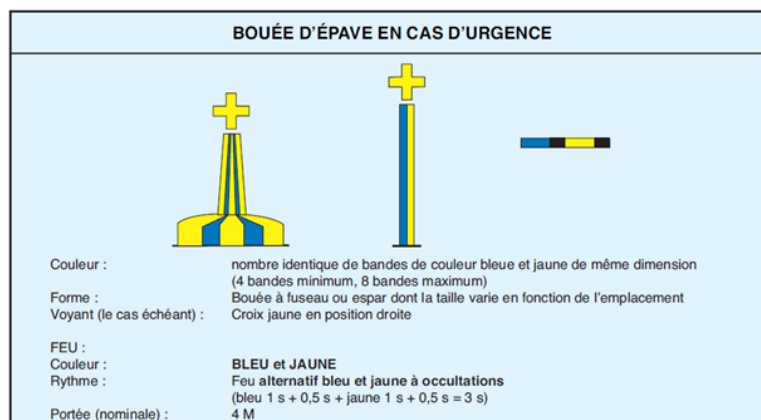 BOUÉE D'ÉPAVE EN CAS D'URGENCE
Couleur : nombre identique de bandes de couleur bleue et jaune de même dimension
(4 bandes minimum, 8 bandes maximum)
Forme : Bouée à fuseau ou espar dont la taille varie en fonction de l'emplacement
Voyant (le cas échéant) : Croix jaune en position droite
FEU :
Couleur : BLEU et JAUNE
Rythme : Feu alternatif bleu et jaune à occultations
(bleu 1 s + 0,5 s + jaune 1 s + 0,5 s = 3 s)
Portée (nominale) : 4 M